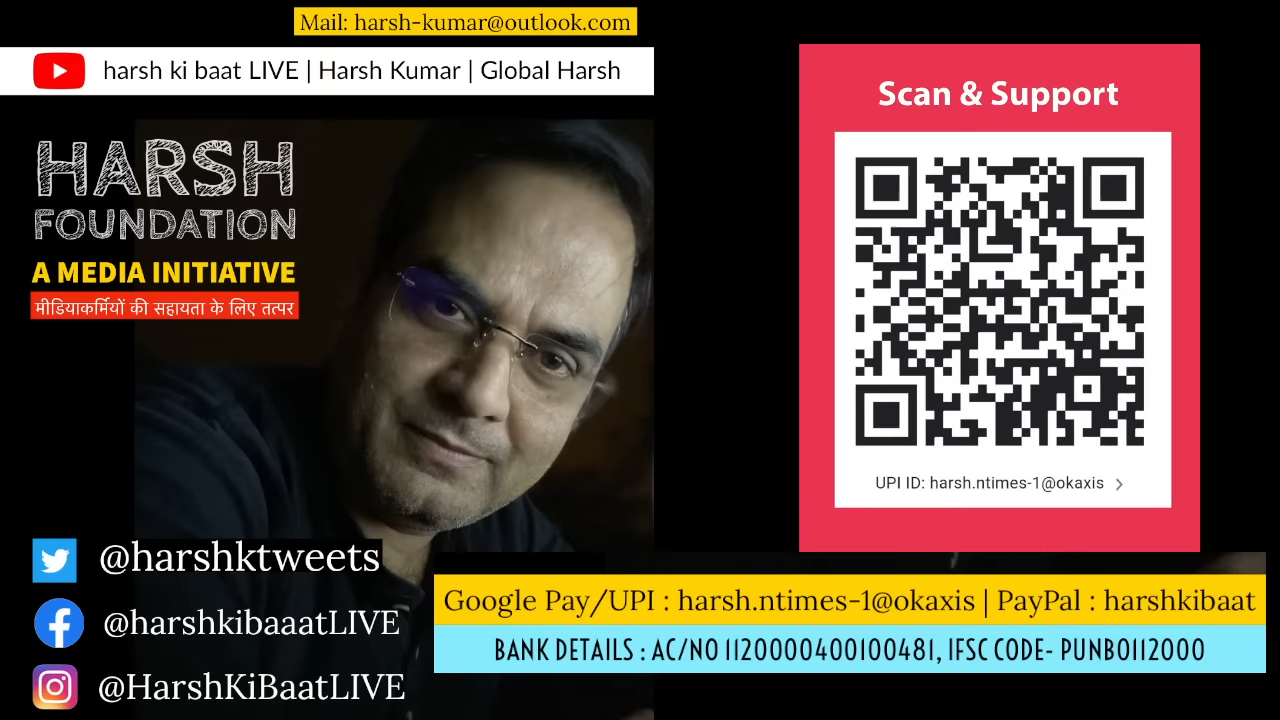 Mail: harsh-kumar@outlook.com
harsh ki baat LIVE | Harsh Kumar | Global Harsh
HARSH
FOUNDATION
A MEDIA INITIATIVE
मीडियाकर्मियों की सहायता के लिए तत्पर
Scan & Support
UPI ID: harsh.ntimes-1@okaxis
@harshktweets
@harshkibaaatLIVE
@HarshKiBaatLIVE
Google Pay/UPI : harsh.ntimes-1@okaxis | PayPal : harshkibaat
BANK DETAILS : AC/NO 1120000400100481, IFSC CODE- PUNB0112000